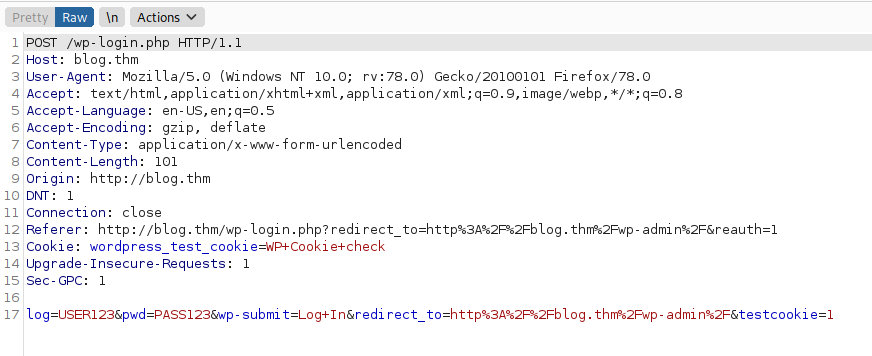 Pretty Raw \n Actions
1 POST /wp-login.php HTTP/1.1
2 Host: blog.thm
3 User-Agent: Mozilla/5.0 (Windows NT 10.0; rv:78.0) Gecko/20100101 Firefox/78.0
4 Accept: text/html,application/xhtml+xml,application/xml;q=0.9,image/webp,*/*;q=0.8
5 Accept-Language: en-US,en;q=0.5
6 Accept-Encoding: gzip, deflate
7 Content-Type: application/x-www-form-urlencoded
8 Content-Length: 101
9 Origin: http://blog.thm
10 DNT: 1
11 Connection: close
12 Referer: http://blog.thm/wp-login.php?redirect_to=http%3A%2F%2Fblog.thm%2Fwp-admin%2F&reauth=1
13 Cookie: wordpress_test_cookie=WP+Cookie+check
14 Upgrade-Insecure-Requests: 1
15 Sec-GPC: 1
16
17 log=USER123&pwd=PASS123&wp-submit=Log+In&redirect_to=http%3A%2F%2Fblog.thm%2Fwp-admin%2F&testcookie=1